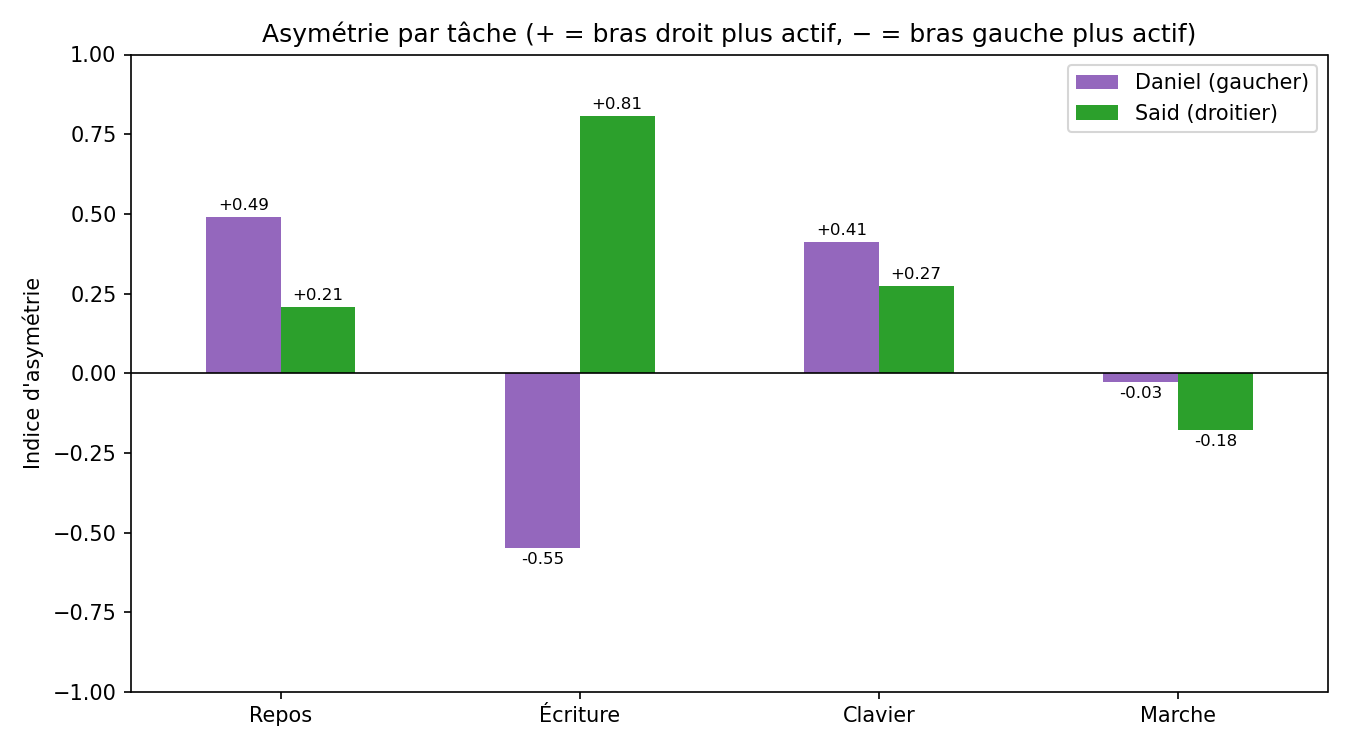 Asymétrie par tâche (+ = bras droit plus actif, − = bras gauche plus actif)
Daniel (gaucher)
Said (droitier)
Indice d'asymétrie
1.00
0.75
0.50
0.25
0.00
−0.25
−0.50
−0.75
−1.00
+0.49
+0.21
-0.55
+0.81
+0.41
+0.27
-0.03
-0.18
Repos
Écriture
Clavier
Marche